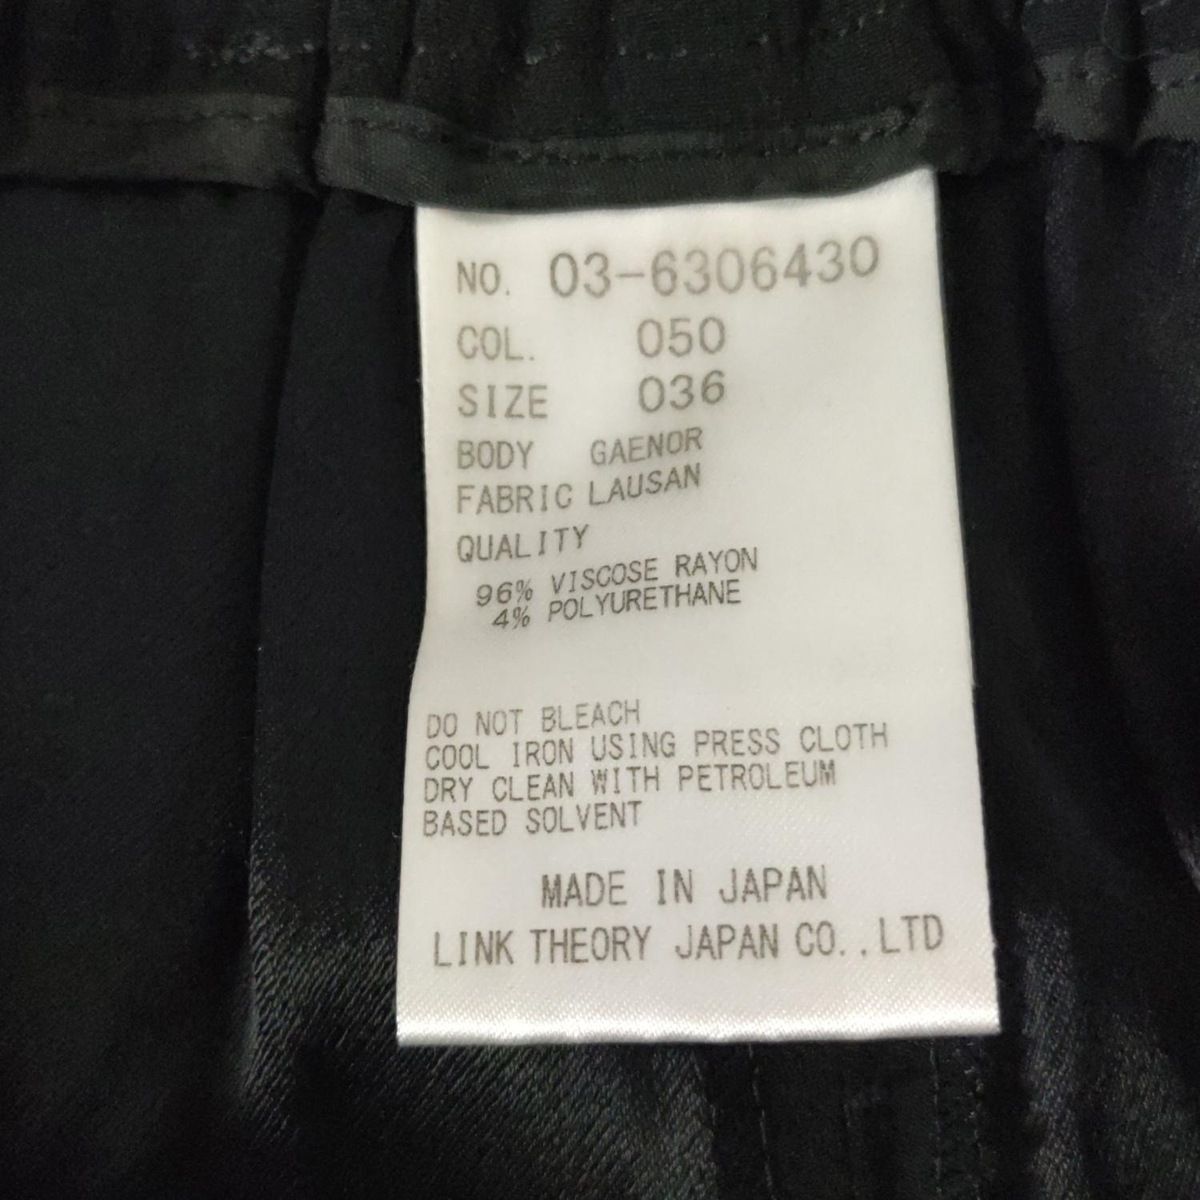 NO. 03-6306430
COL. 050
SIZE 036
BODY GAENOR
FABRIC LAUSAN
QUALITY
96% VISCOSE RAYON
4% POLYURETHANE
DO NOT BLEACH
COOL IRON USING PRESS CLOTH
DRY CLEAN WITH PETROLEUM
BASED SOLVENT
MADE IN JAPAN
LINK THEORY JAPAN CO.,LTD